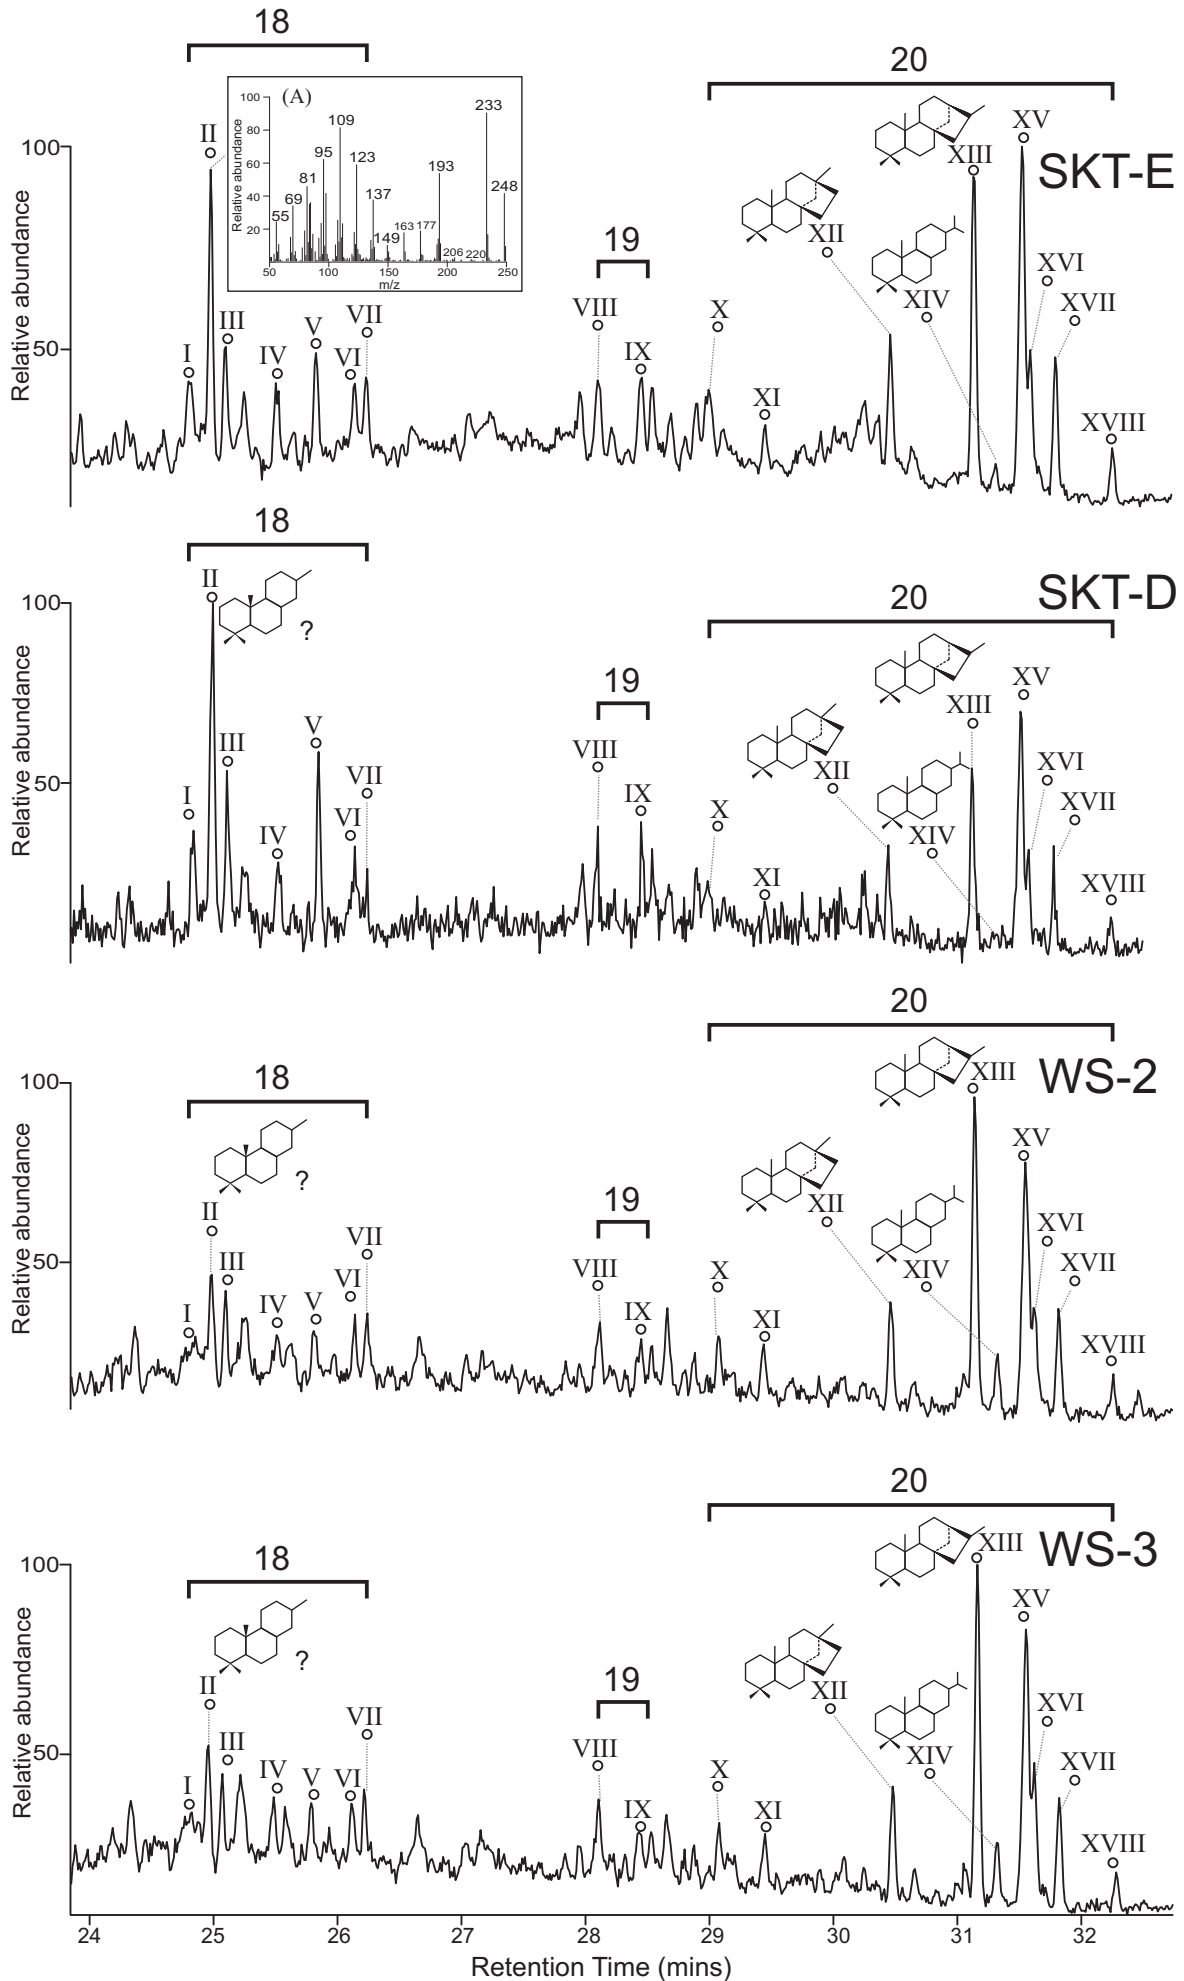 18
20
(A)
100
80
60
40
20
Relative abundance
55
69
81
95
109
123
137
149
163
177
193
206
220
233
248
50
100
150
200
250
m/z
SKT-E
100
50
Relative abundance
I
II
III
IV
V
VI
VII
19
VIII
IX
X
XI
XII
XIII
XIV
XV
XVI
XVII
XVIII
18
20
SKT-D
100
50
Relative abundance
?
I
II
III
IV
V
VI
VII
19
VIII
IX
X
XI
XII
XIII
XIV
XV
XVI
XVII
XVIII
20
18
WS-2
100
50
Relative abundance
?
I
II
III
IV
V
VI
VII
19
VIII
IX
X
XI
XII
XIII
XIV
XV
XVI
XVII
XVIII
20
18
WS-3
100
50
Relative abundance
?
I
II
III
IV
V
VI
VII
19
VIII
IX
X
XI
XII
XIII
XIV
XV
XVI
XVII
XVIII
24
25
26
27
28
29
30
31
32
Retention Time (mins)